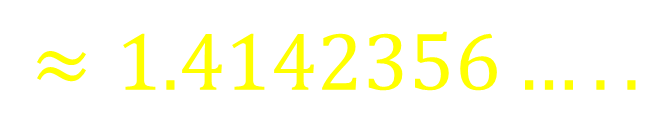 ≈ 1.4142356 … . .